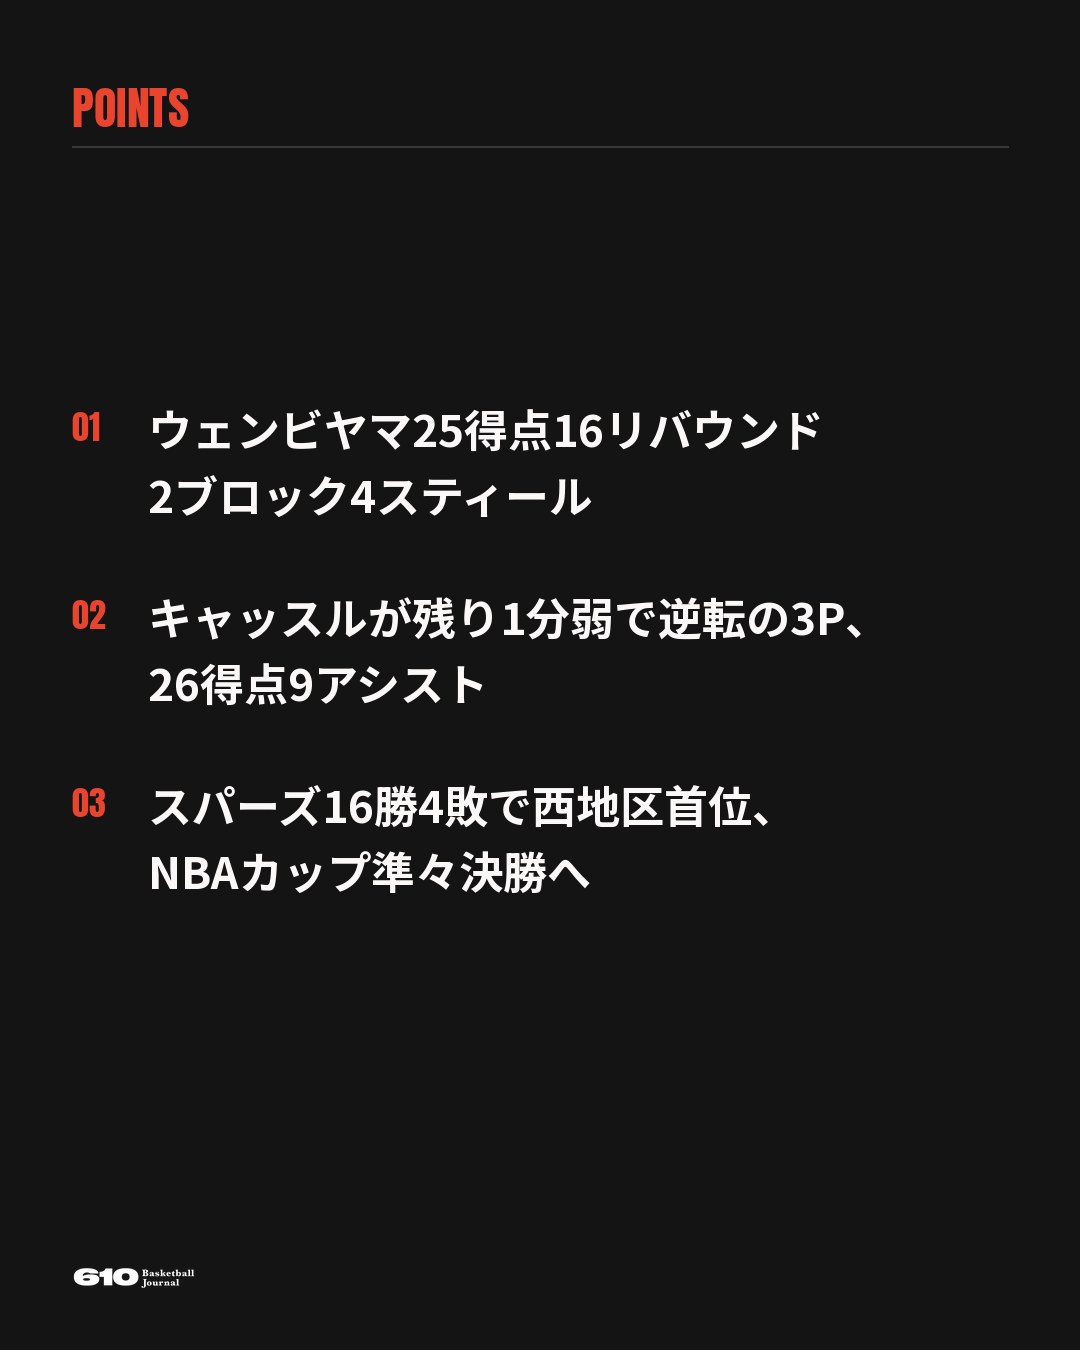 POINTS
01 ウェンビヤマ25得点16リバウンド
2ブロック4スティール
02 キャッスルが残り1分弱で逆転の3P、
26得点9アシスト
03 スパーズ16勝4敗で西地区首位、
NBAカップ準々決勝へ
610 Basketball
Journal